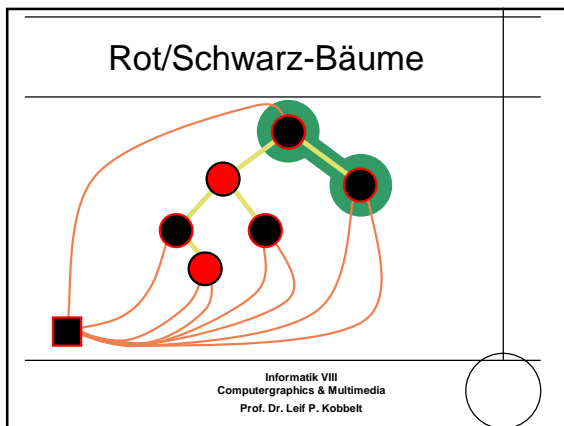 Rot/Schwarz-Bäume
Informatik VIII
Computergraphics & Multimedia
Prof. Dr. Leif P. Kobbelt